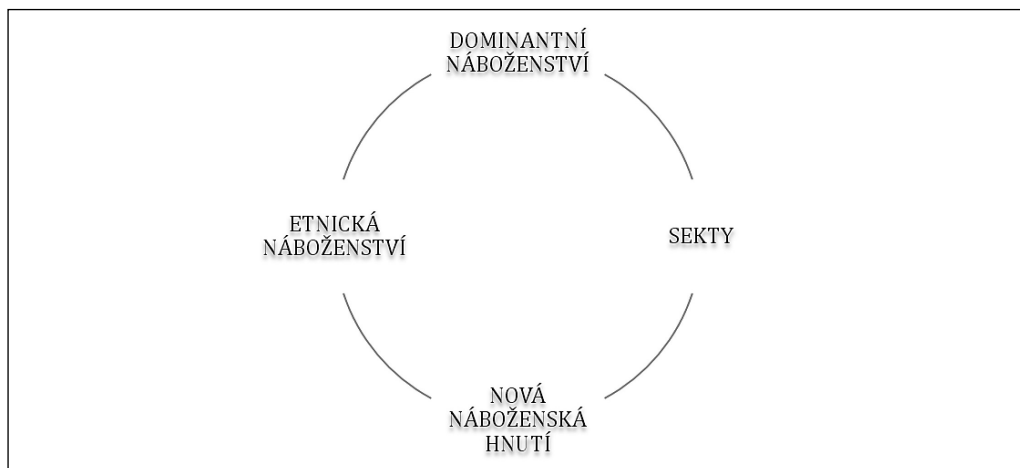 DOMINANTNÍ
NÁBOŽENSTVÍ
ETNICKÁ
NÁBOŽENSTVÍ
SEKTY
NOVÁ
NÁBOŽENSKÁ
HNUTÍ